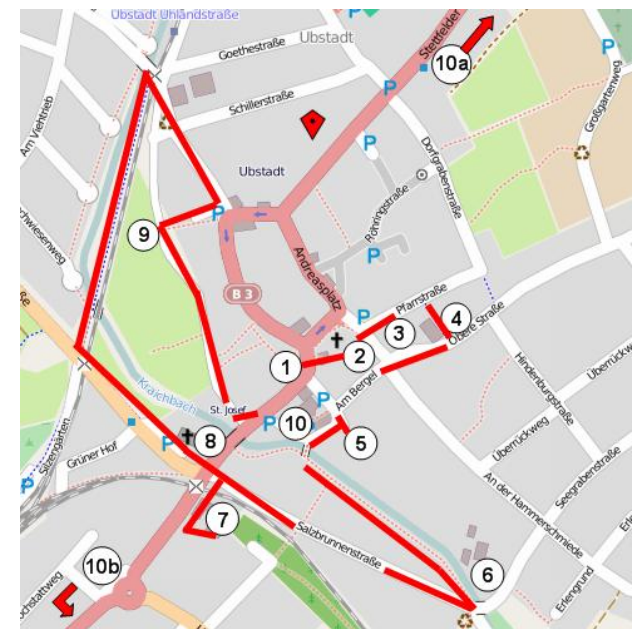 Ubstadt Uhlandstraße
Goethestraße
Ubstadt
Stettfelder
10a
Schillerstraße
Am Viehtrieb
Großgartenweg
Dorfgrabenstraße
Ubstadt
Rönringstraße
9
Andreasplatz
B 3
Pfarrstraße
3
4
Obere Straße
1
2
Kraichbach
St. Josef
Am Bergel
Hindenburgstraße
Überrückweg
10
5
8
Silzengärten
Grüner Hof
Überrückweg
Seegrabenstraße
An der Hammerschmiede
7
Salzbrunnenstraße
6
10b
Erlengrund
P
P
P
P
P
P
P
P
P
P